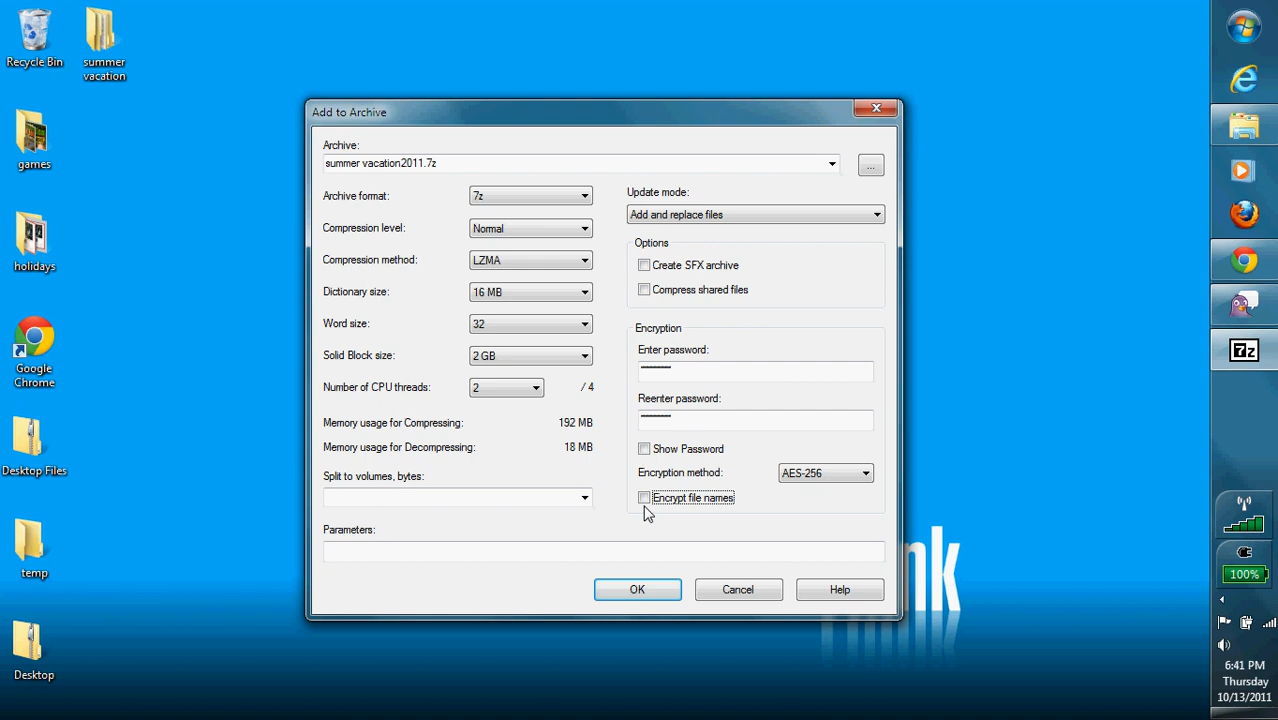 Recycle Bin
summer
vacation
games
holidays
Google
Chrome
Desktop Files
temp
Desktop
Add to Archive
Archive:
summer vacation2011.7z
...
Archive format:
7z
Compression level:
Normal
Compression method:
LZMA
Dictionary size:
16 MB
Word size:
32
Solid Block size:
2 GB
Number of CPU threads:
2
/ 4
Memory usage for Compressing:
192 MB
Memory usage for Decompressing:
18 MB
Split to volumes, bytes:
Parameters:
Update mode:
Add and replace files
Options
Create SFX archive
Compress shared files
Encryption
Enter password:
Reenter password:
Show Password
Encryption method:
AES-256
Encrypt file names
OK
Cancel
Help
7z
100%
6:41 PM
Thursday
10/13/2011